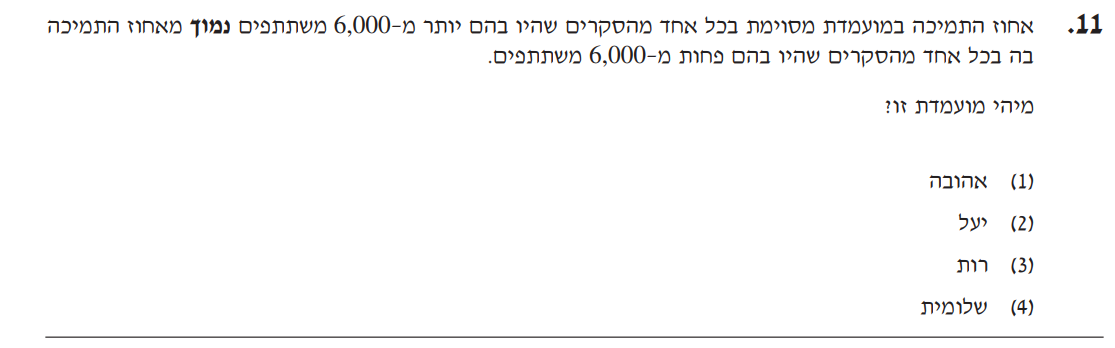 11. אחוז התמיכה במועמדת מסוימת בכל אחד מהסקרים שהיו בהם יותר מ-6,000 משתתפים נמוך מאחוז התמיכה
בה בכל אחד מהסקרים שהיו בהם פחות מ-6,000 משתתפים.
מיהי מועמדת זו?
(1) אהובה
(2) יעל
(3) רות
(4) שלומית